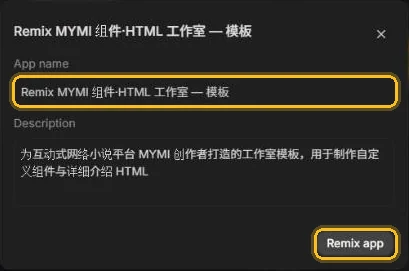 Remix MYMI 组件·HTML 工作室 — 模板
App name
Remix MYMI 组件·HTML 工作室 — 模板
Description
为互动式网络小说平台 MYMI 创作者打造的工作室模板，用于制作自定
义组件与详细介绍 HTML
Remix app